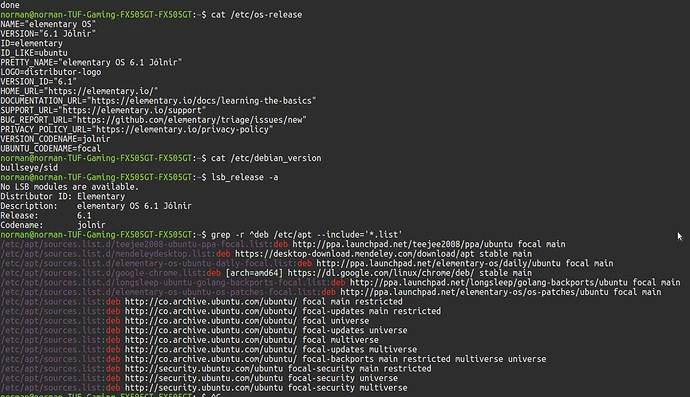 done
norman@norman-TUF-Gaming-FX505GT-FX505GT:~$ cat /etc/os-release
NAME="elementary OS"
VERSION="6.1 Jólnir"
ID=elementary
ID_LIKE=ubuntu
PRETTY_NAME="elementary OS 6.1 Jólnir"
LOGO=distributor-logo
VERSION_ID="6.1"
HOME_URL="https://elementary.io/"
DOCUMENTATION_URL="https://elementary.io/docs/learning-the-basics"
SUPPORT_URL="https://elementary.io/support"
BUG_REPORT_URL="https://github.com/elementary/triage/issues/new"
PRIVACY_POLICY_URL="https://elementary.io/privacy-policy"
VERSION_CODENAME=jolnir
UBUNTU_CODENAME=focal
norman@norman-TUF-Gaming-FX505GT-FX505GT:~$ cat /etc/debian_version
bullseye/sid
norman@norman-TUF-Gaming-FX505GT-FX505GT:~$ lsb_release -a
No LSB modules are available.
Distributor ID: Elementary
Description:    elementary OS 6.1 Jólnir
Release:        6.1
Codename:       jolnir
norman@norman-TUF-Gaming-FX505GT-FX505GT:~$ grep -r ^deb /etc/apt --include='*.list'
/etc/apt/sources.list.d/teejee2008-ubuntu-ppa-focal.list:deb http://ppa.launchpad.net/teejee2008/ppa/ubuntu focal main
/etc/apt/sources.list.d/mendeleydesktop.list:deb https://desktop-download.mendeley.com/download/apt stable main
/etc/apt/sources.list.d/elementary-os-ubuntu-daily-focal.list:deb http://ppa.launchpad.net/elementary-os/daily/ubuntu focal main
/etc/apt/sources.list.d/google-chrome.list:deb [arch=amd64] https://dl.google.com/linux/chrome/deb/ stable main
/etc/apt/sources.list.d/longsleep-ubuntu-golang-backports-focal.list:deb http://ppa.launchpad.net/longsleep/golang-backports/ubuntu focal main
/etc/apt/sources.list.d/elementary-os-ubuntu-os-patches-focal.list:deb http://ppa.launchpad.net/elementary-os/os-patches/ubuntu focal main
/etc/apt/sources.list:deb http://co.archive.ubuntu.com/ubuntu/ focal main restricted
/etc/apt/sources.list:deb http://co.archive.ubuntu.com/ubuntu/ focal-updates main restricted
/etc/apt/sources.list:deb http://co.archive.ubuntu.com/ubuntu/ focal universe
/etc/apt/sources.list:deb http://co.archive.ubuntu.com/ubuntu/ focal-updates universe
/etc/apt/sources.list:deb http://co.archive.ubuntu.com/ubuntu/ focal multiverse
/etc/apt/sources.list:deb http://co.archive.ubuntu.com/ubuntu/ focal-updates multiverse
/etc/apt/sources.list:deb http://co.archive.ubuntu.com/ubuntu/ focal-backports main restricted multiverse universe
/etc/apt/sources.list:deb http://security.ubuntu.com/ubuntu focal-security main restricted
/etc/apt/sources.list:deb http://security.ubuntu.com/ubuntu focal-security universe
/etc/apt/sources.list:deb http://security.ubuntu.com/ubuntu focal-security multiverse
norman@norman-TUF-Gaming-FX505GT-FX505GT:~$ ^C